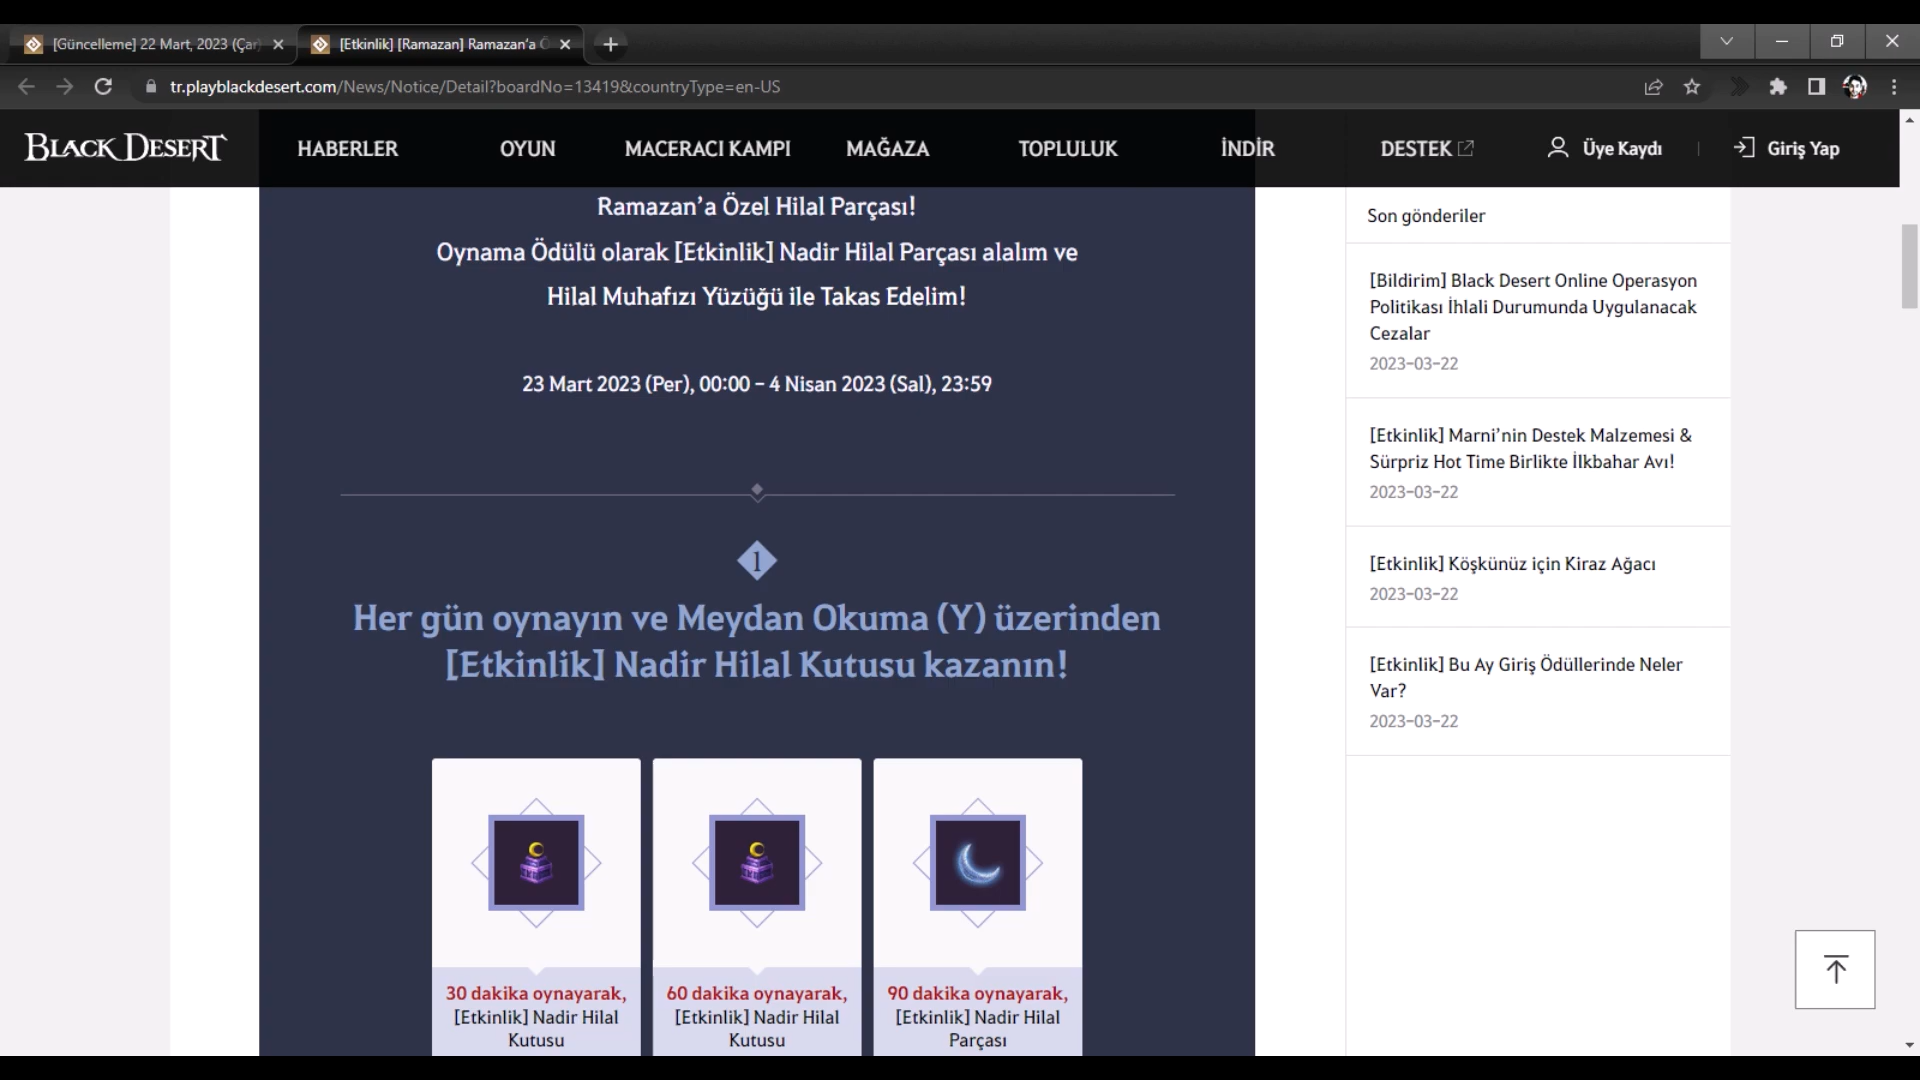 [Güncelleme] 22 Mart, 2023 (Çar
[Etkinlik] [Ramazan] Ramazan'a Ö
tr.playblackdesert.com/News/Notice/Detail?boardNo=13419&countryType=en-US
BLACK DESERT
HABERLER
OYUN
MACERACI KAMPI
MAĞAZA
TOPLULUK
İNDİR
DESTEK
Üye Kaydı
Giriş Yap
Ramazan'a Özel Hilal Parçası!
Oynama Ödülü olarak [Etkinlik] Nadir Hilal Parçası alalım ve
Hilal Muhafızı Yüzüğü ile Takas Edelim!
23 Mart 2023 (Per), 00:00 – 4 Nisan 2023 (Sal), 23:59
1
Her gün oynayın ve Meydan Okuma (Y) üzerinden
[Etkinlik] Nadir Hilal Kutusu kazanın!
30 dakika oynayarak,
[Etkinlik] Nadir Hilal
Kutusu
60 dakika oynayarak,
[Etkinlik] Nadir Hilal
Kutusu
90 dakika oynayarak,
[Etkinlik] Nadir Hilal
Parçası
Son gönderiler
[Bildirim] Black Desert Online Operasyon
Politikası İhlali Durumunda Uygulanacak
Cezalar
2023-03-22
[Etkinlik] Marni'nin Destek Malzemesi &
Sürpriz Hot Time Birlikte İlkbahar Avı!
2023-03-22
[Etkinlik] Köşkünüz için Kiraz Ağacı
2023-03-22
[Etkinlik] Bu Ay Giriş Ödüllerinde Neler
Var?
2023-03-22